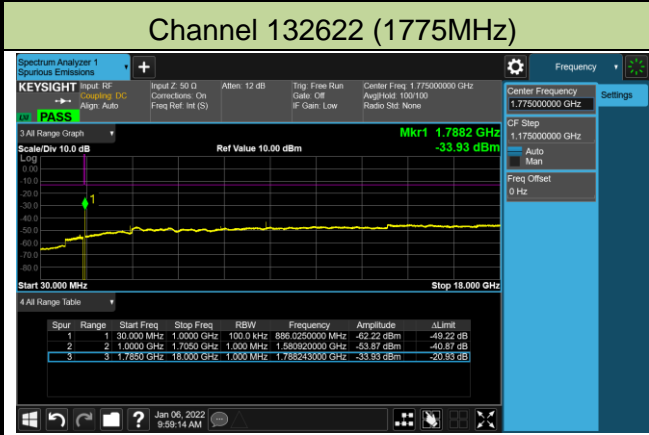 Channel 132622 (1775MHz)
Spectrum Analyzer 1
Spurious Emissions
Frequency
Settings
KEYSIGHT
Input: RF
Coupling: DC
Align: Auto
Input Z: 50 Ω
Corrections: On
Freq Ref: Int (S)
Atten: 12 dB
Trig: Free Run
Gate: Off
IF Gain: Low
Center Freq: 1.775000000 GHz
Avg|Hold: 100/100
Radio Std: None
PASS
Center Frequency
1.775000000 GHz
CF Step
1.175000000 GHz
Auto
Man
Freq Offset
0 Hz
3 All Range Graph
Mkr1 1.7882 GHz
Scale/Div 10.0 dB
Ref Value 10.00 dBm
-33.93 dBm
Log
0.00
-10.0
-20.0
-30.0
-40.0
-50.0
-60.0
-70.0
-80.0
1
Start 30.000 MHz
Stop 18.000 GHz
4 All Range Table
Spur Range Start Freq Stop Freq RBW Frequency Amplitude ΔLimit
1 1 30.000 MHz 1.0000 GHz 100.0 kHz 886.0250000 MHz -62.22 dBm -49.22 dB
2 2 1.0000 GHz 1.7050 GHz 1.000 MHz 1.580920000 GHz -53.87 dBm -40.87 dB
3 3 1.7850 GHz 18.000 GHz 1.000 MHz 1.788243000 GHz -33.93 dBm -20.93 dB
Jan 06, 2022
9:59:14 AM